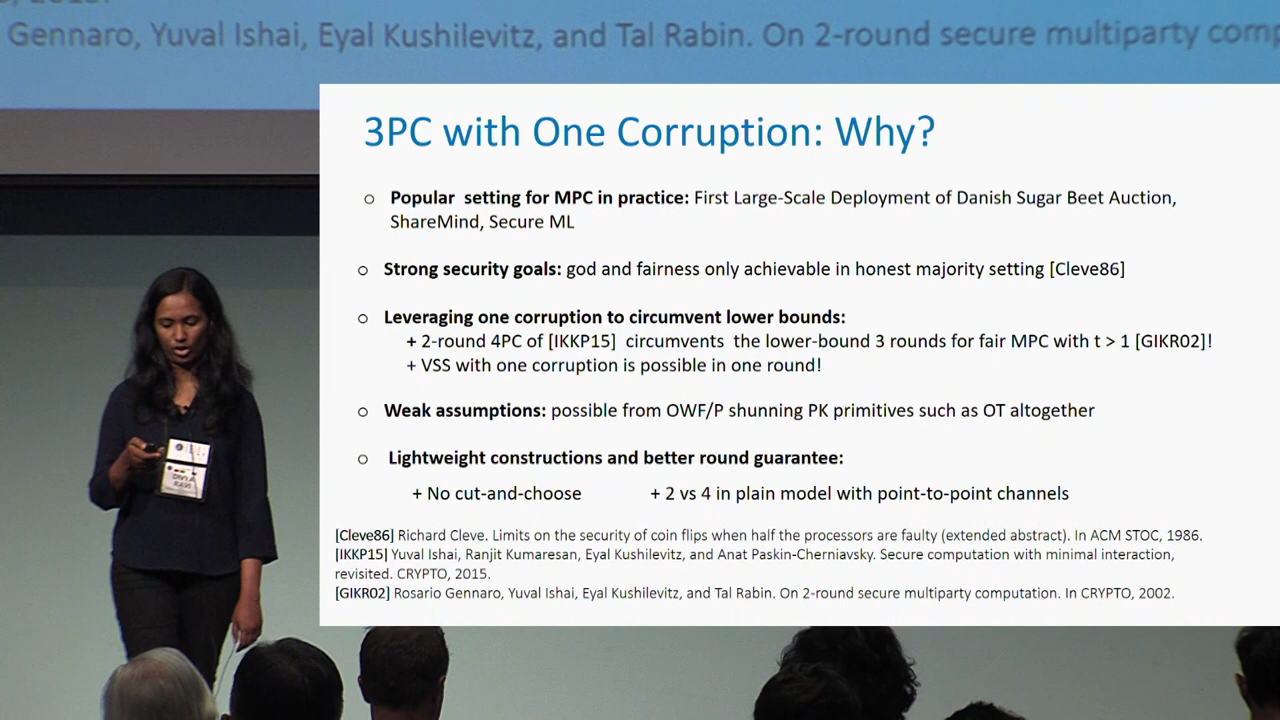 Gennaro, Yuval Ishai, Eyal Kushilevitz, and Tal Rabin. On 2-round secure multiparty comp
3PC with One Corruption: Why?
o Popular setting for MPC in practice: First Large-Scale Deployment of Danish Sugar Beet Auction,
ShareMind, Secure ML
o Strong security goals: god and fairness only achievable in honest majority setting [Cleve86]
o Leveraging one corruption to circumvent lower bounds:
+ 2-round 4PC of [IKKP15] circumvents the lower-bound 3 rounds for fair MPC with t > 1 [GIKR02]!
+ VSS with one corruption is possible in one round!
o Weak assumptions: possible from OWF/P shunning PK primitives such as OT altogether
o Lightweight constructions and better round guarantee:
+ No cut-and-choose + 2 vs 4 in plain model with point-to-point channels
[Cleve86] Richard Cleve. Limits on the security of coin flips when half the processors are faulty (extended abstract). In ACM STOC, 1986.
[IKKP15] Yuval Ishai, Ranjit Kumaresan, Eyal Kushilevitz, and Anat Paskin-Cherniavsky. Secure computation with minimal interaction,
revisited. CRYPTO, 2015.
[GIKR02] Rosario Gennaro, Yuval Ishai, Eyal Kushilevitz, and Tal Rabin. On 2-round secure multiparty computation. In CRYPTO, 2002.
DIVYA
RAVI